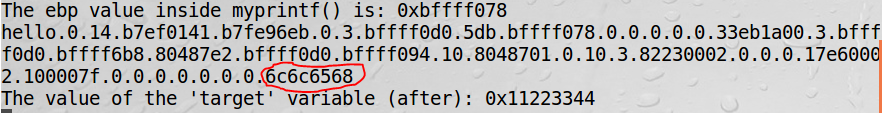 The ebp value inside myprintf() is: 0xbffff078
hello.0.14.b7ef0141.b7fe96eb.0.3.bffff0d0.5db.bffff078.0.0.0.0.0.33eb1a00.3.bfff
f0d0.bffff6b8.80487e2.bffff0d0.bffff094.10.8048701.0.10.3.82230002.0.0.0.17e6000
2.100007f.0.0.0.0.0.0.0.0.6c6c6568
The value of the 'target' variable (after): 0x11223344